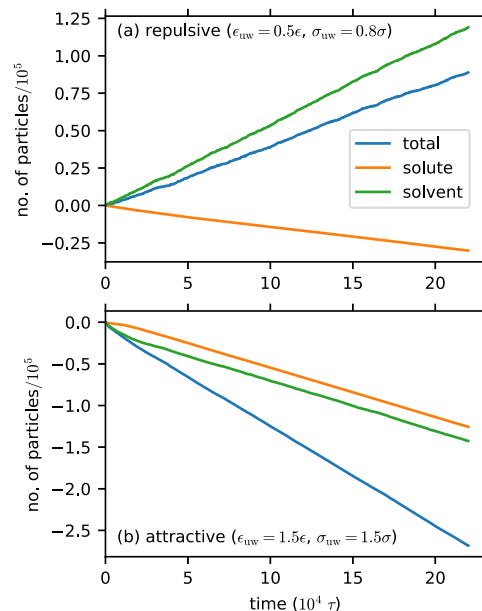 (a) repulsive (ϵuw = 0.5ϵ, σuw = 0.8σ)
no. of particles/10⁵
1.25
1.00
0.75
0.50
0.25
0.00
−0.25
total
solute
solvent
0 5 10 15 20
no. of particles/10⁵
0.0
−0.5
−1.0
−1.5
−2.0
−2.5
(b) attractive (ϵuw = 1.5ϵ, σuw = 1.5σ)
0 5 10 15 20
time (10⁴ τ)